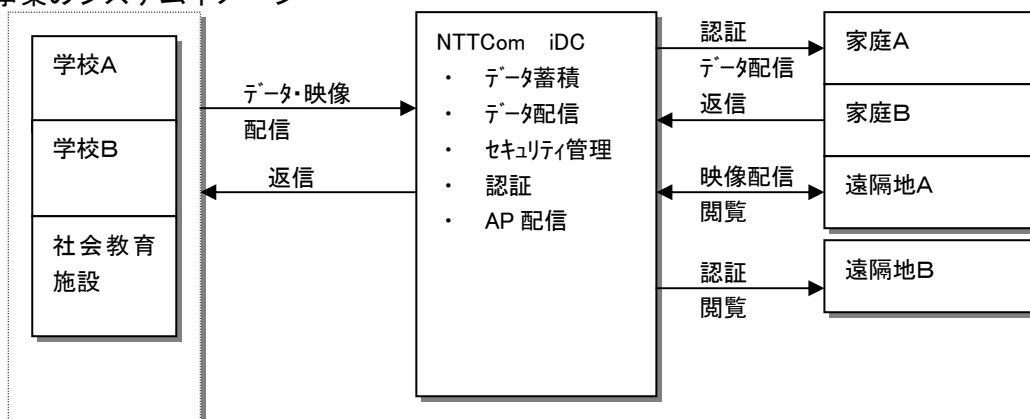 事業のシステムイメージ
学校A
学校B
社会教育
施設
データ・映像
配信
返信
NTTCom iDC
・ データ蓄積
・ データ配信
・ セキュリティ管理
・ 認証
・ AP 配信
認証
データ配信
返信
映像配信
閲覧
認証
閲覧
家庭A
家庭B
遠隔地A
遠隔地B